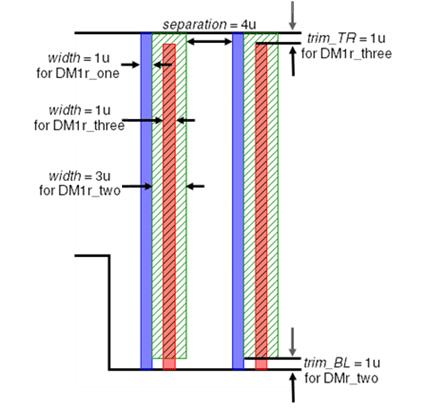 separation = 4u
trim_TR = 1u
for DM1r_three
width = 1u
for DM1r_one
width = 1u
for DM1r_three
width = 3u
for DM1r_two
trim_BL = 1u
for DMr_two